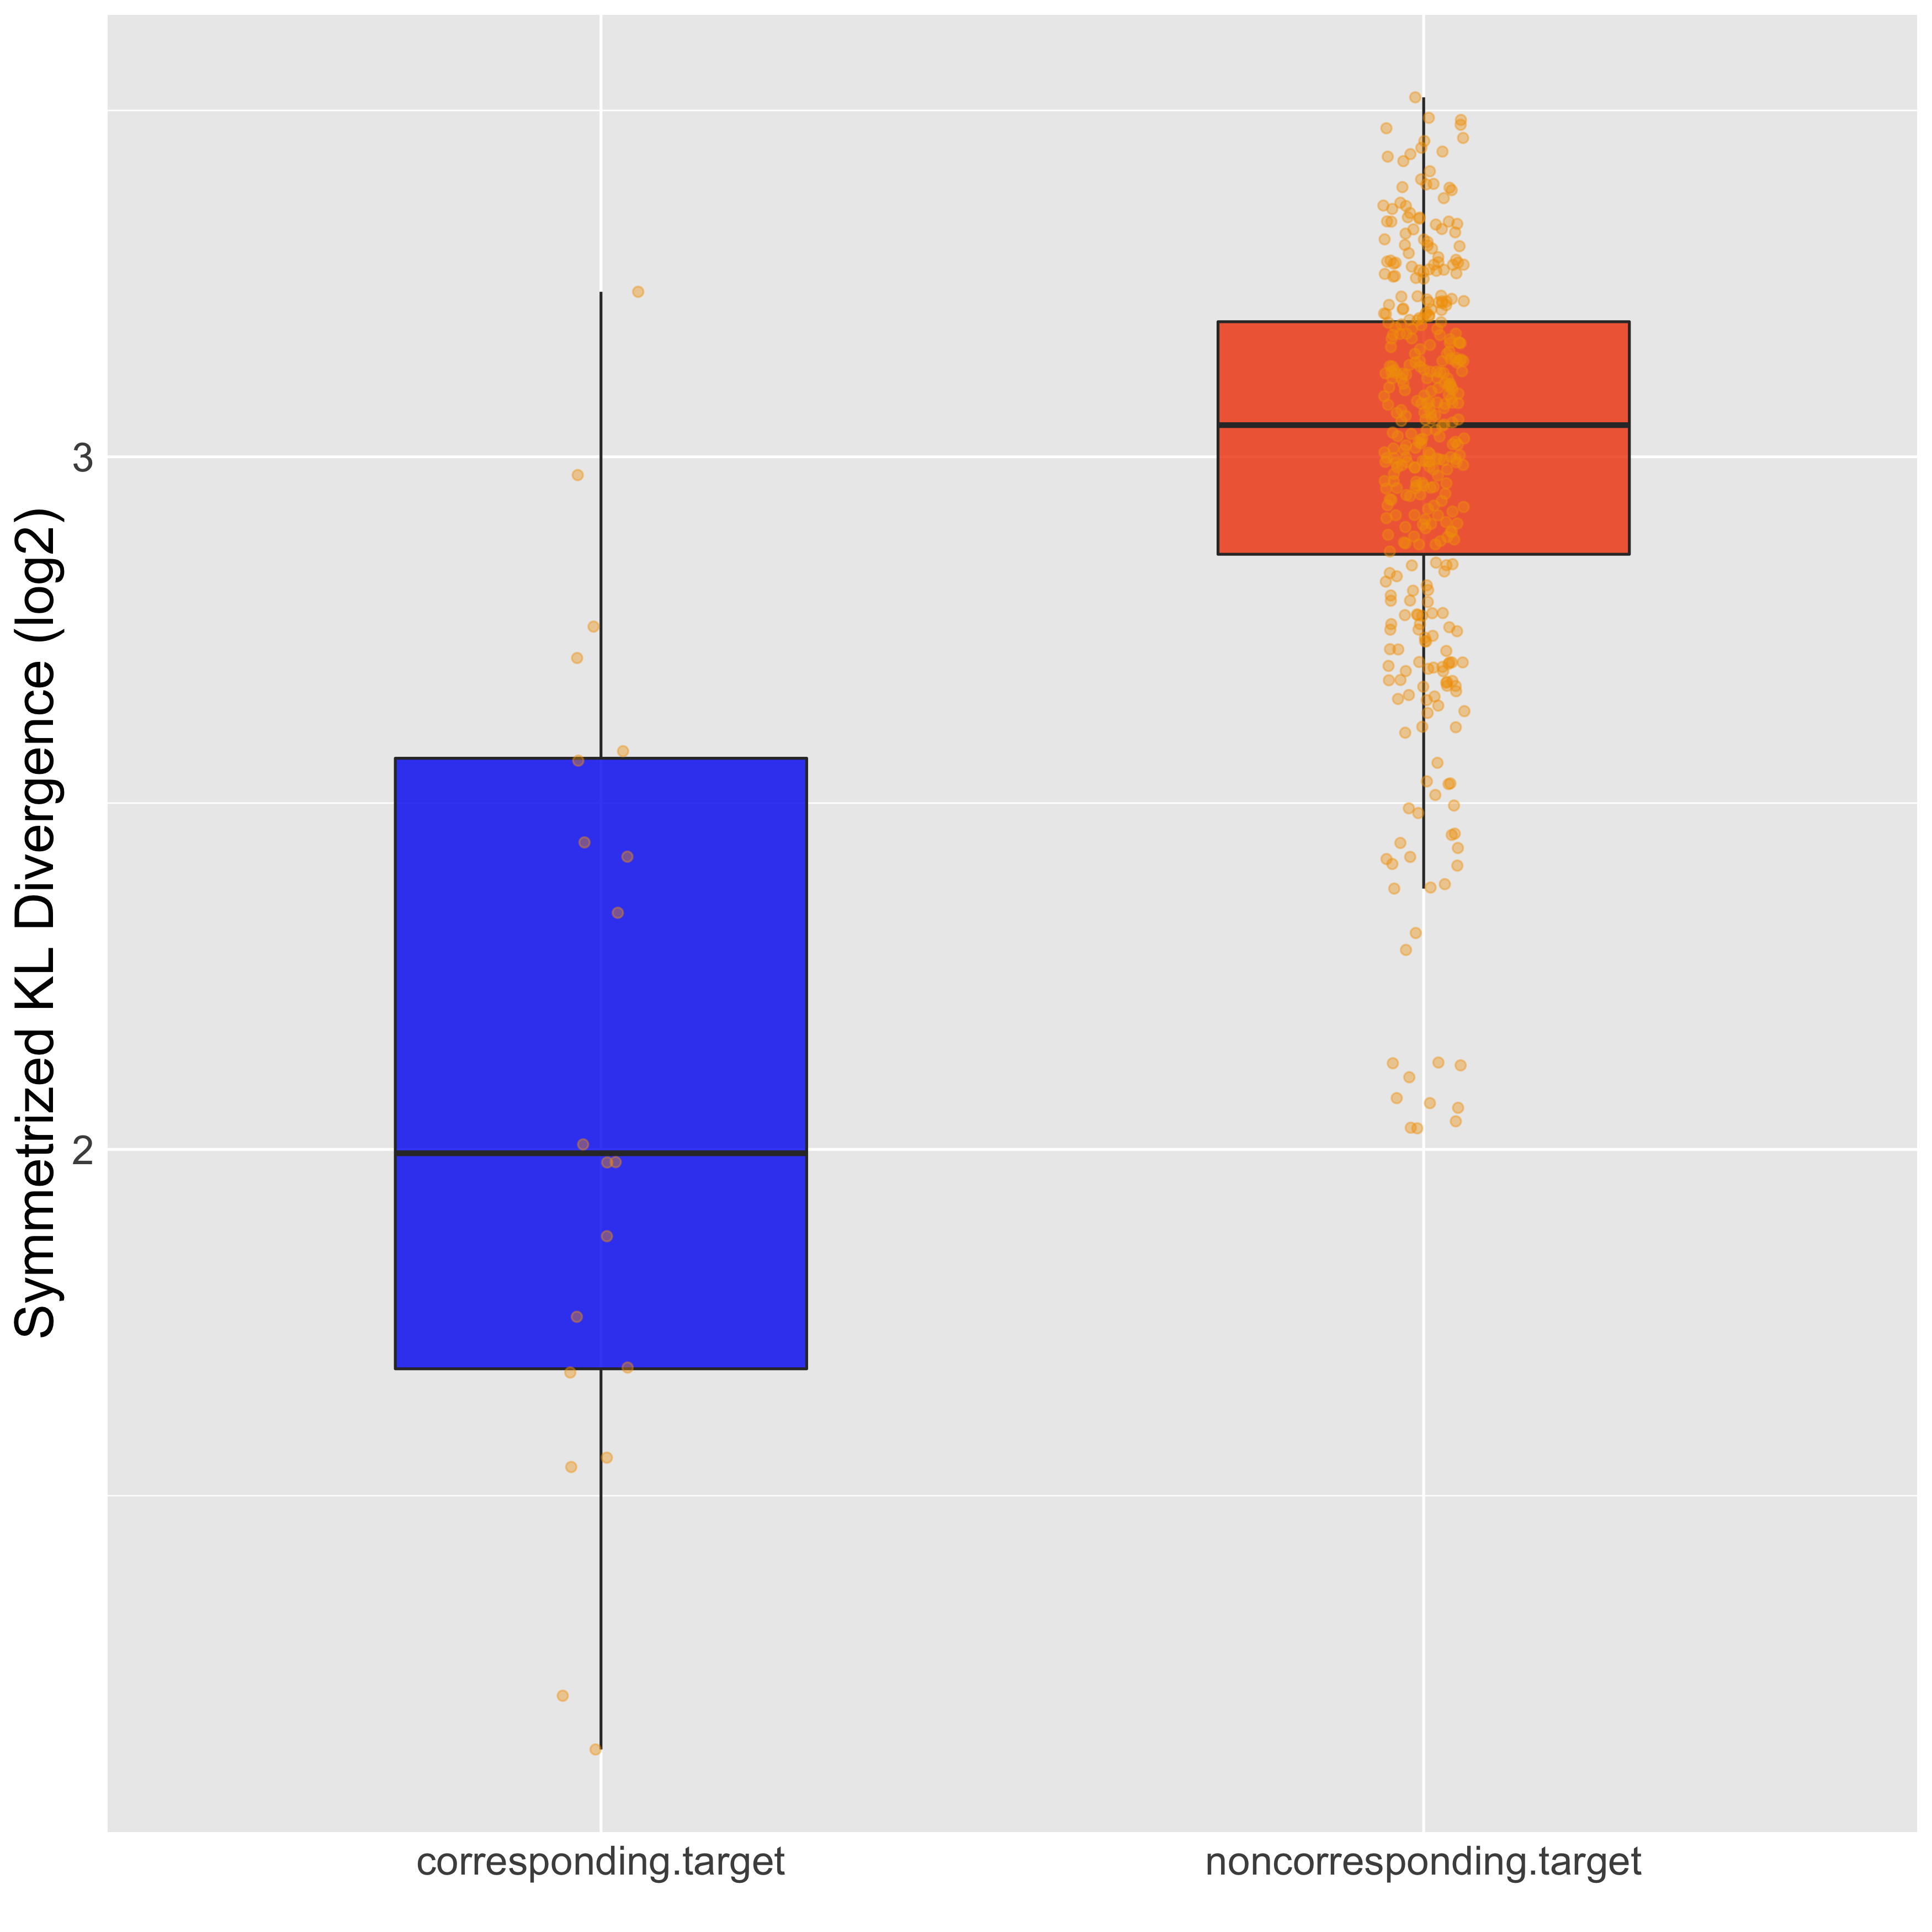 Symmetrized KL Divergence (log2)
3
2
corresponding.target
noncorresponding.target